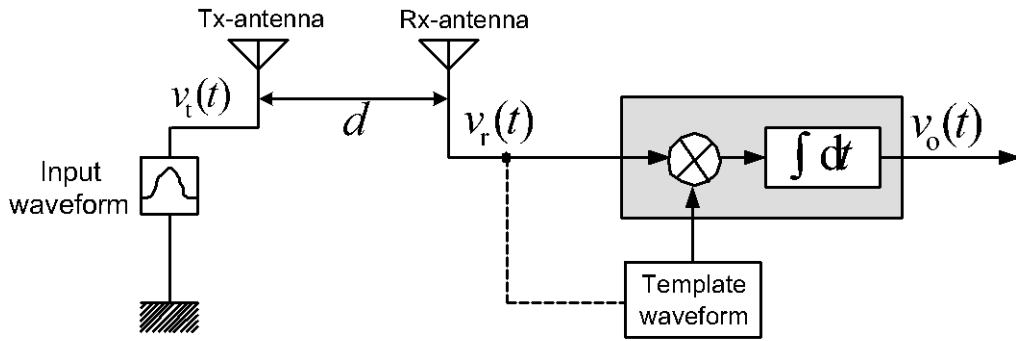 Tx-antenna
Rx-antenna
v_t(t)
d
v_r(t)
v_o(t)
∫ dt
Input
waveform
Template
waveform